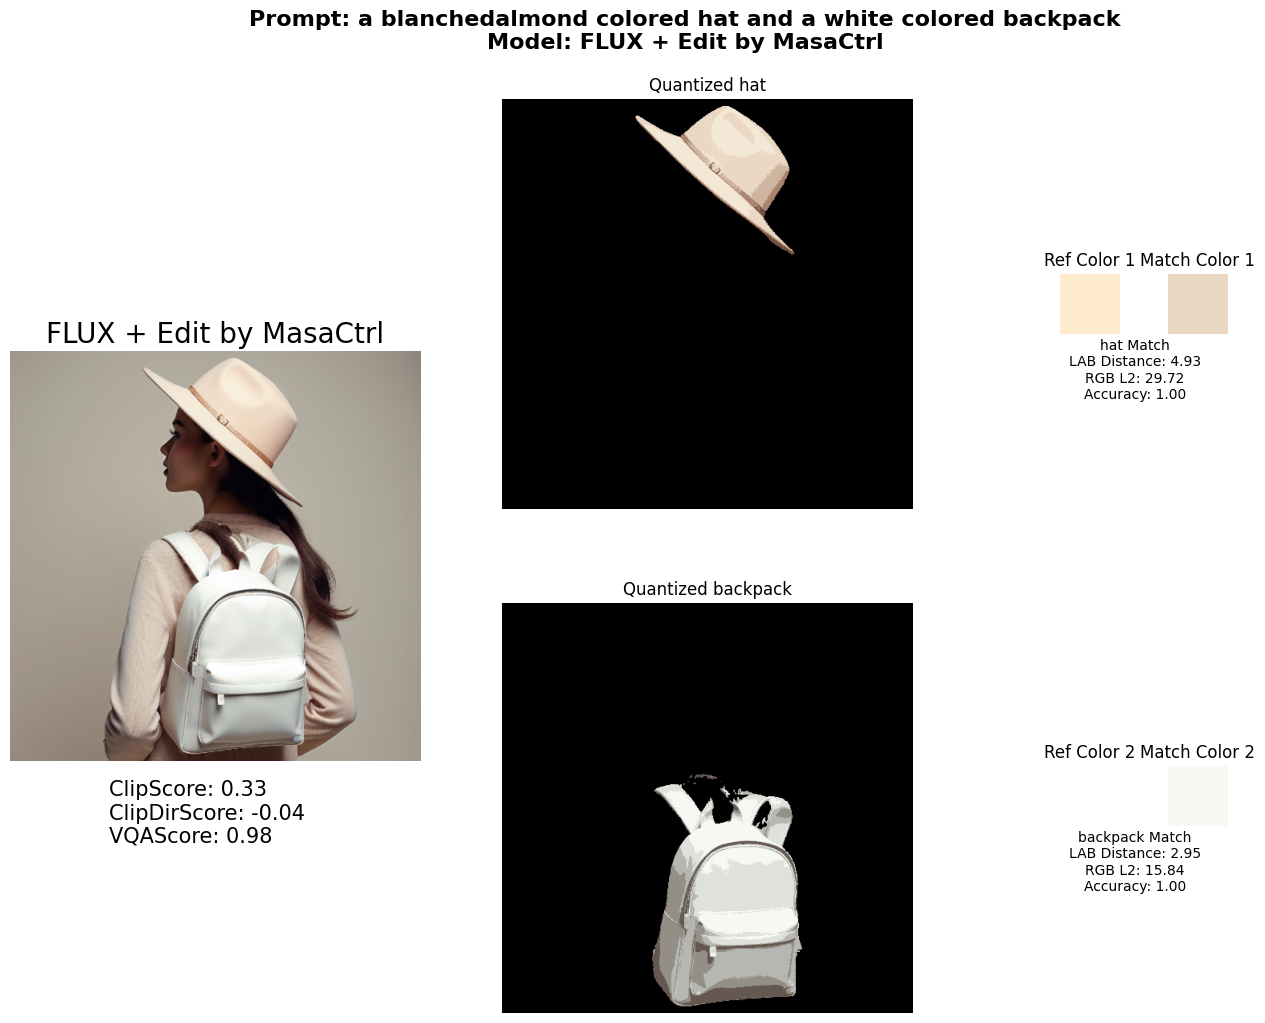 Prompt: a blanchedalmond colored hat and a white colored backpack
Model: FLUX + Edit by MasaCtrl
Quantized hat
Ref Color 1 Match Color 1
hat Match
LAB Distance: 4.93
RGB L2: 29.72
Accuracy: 1.00
FLUX + Edit by MasaCtrl
ClipScore: 0.33
ClipDirScore: -0.04
VQAScore: 0.98
Quantized backpack
Ref Color 2 Match Color 2
backpack Match
LAB Distance: 2.95
RGB L2: 15.84
Accuracy: 1.00